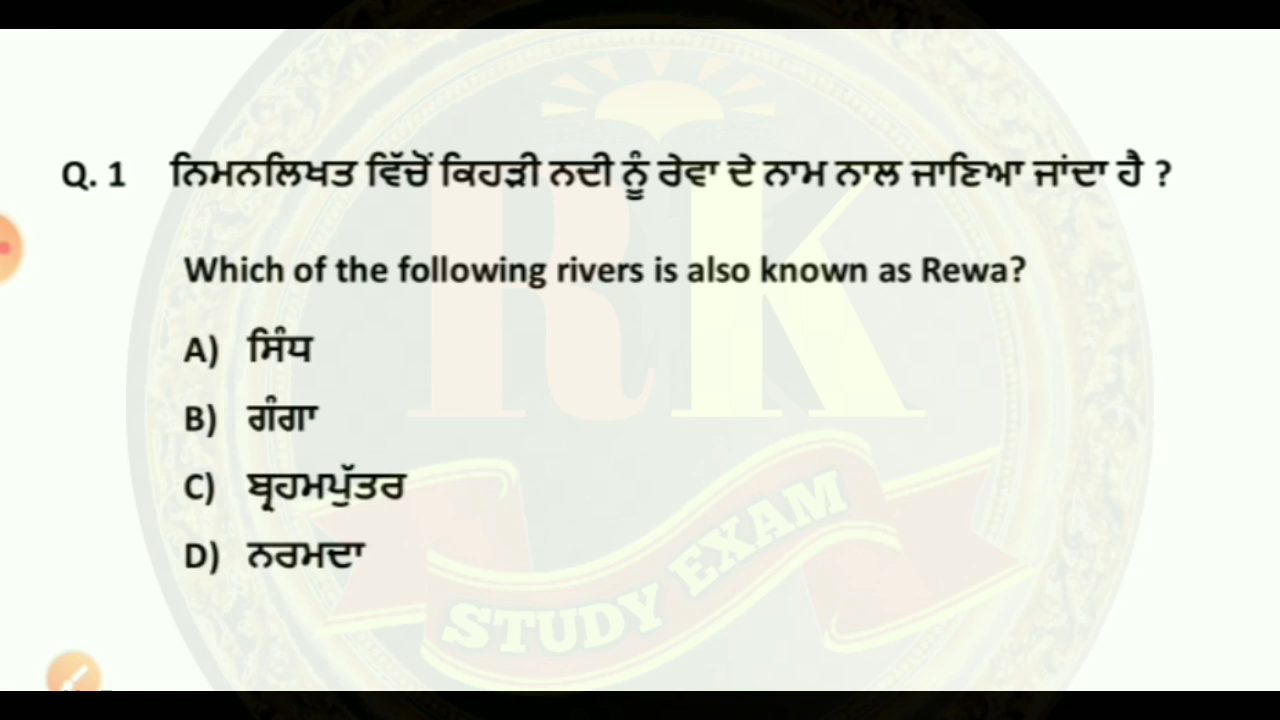 Q. 1 ਨਿਮਨਲਿਖਤ ਵਿੱਚੋਂ ਕਿਹੜੀ ਨਦੀ ਨੂੰ ਰੇਵਾ ਦੇ ਨਾਮ ਨਾਲ ਜਾਣਿਆ ਜਾਂਦਾ ਹੈ ?
Which of the following rivers is also known as Rewa?
A) ਸਿੰਧ
B) ਗੰਗਾ
C) ਬ੍ਰਹਮਪੁੱਤਰ
D) ਨਰਮਦਾ
RK
STUDY EXAM